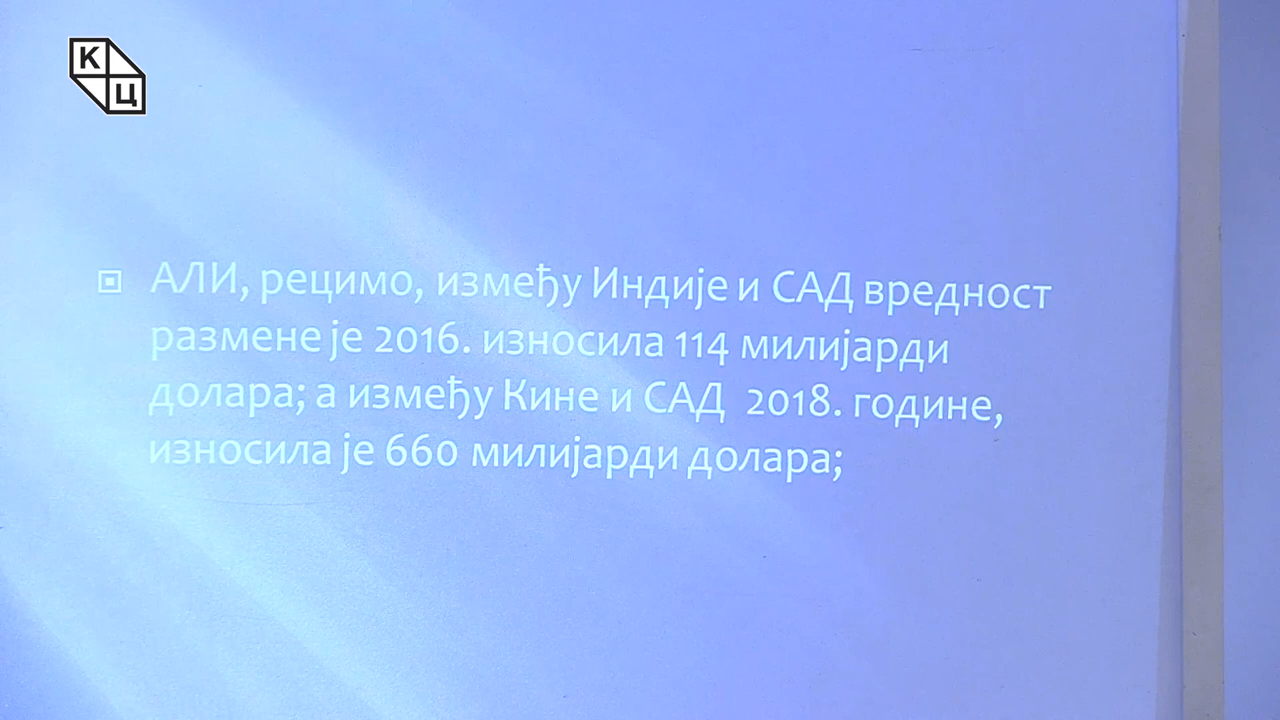 КЦ
АЛИ, рецимо, између Индије и САД вредност
размене је 2016. износила 114 милијарди
долара; а између Кине и САД 2018. године,
износила је 660 милијарди долара;